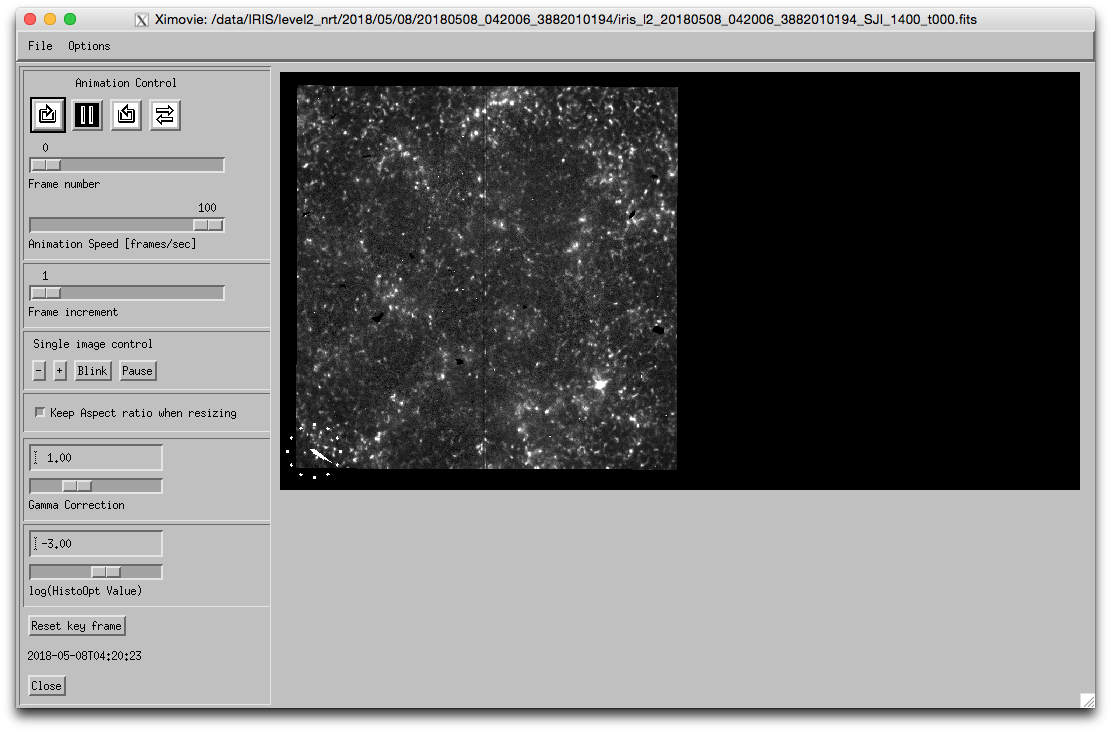 Ximovie: /data/IRIS/level2_nrt/2018/05/08/20180508_042006_3882010194/iris_l2_20180508_042006_3882010194_SJI_1400_t000.fits
File Options
Animation Control
0
Frame number
100
Animation Speed [frames/sec]
1
Frame increment
Single image control
- + Blink Pause
Keep Aspect ratio when resizing
1.00
Gamma Correction
-3.00
log(HistoOpt Value)
Reset key frame
2018-05-08T04:20:23
Close